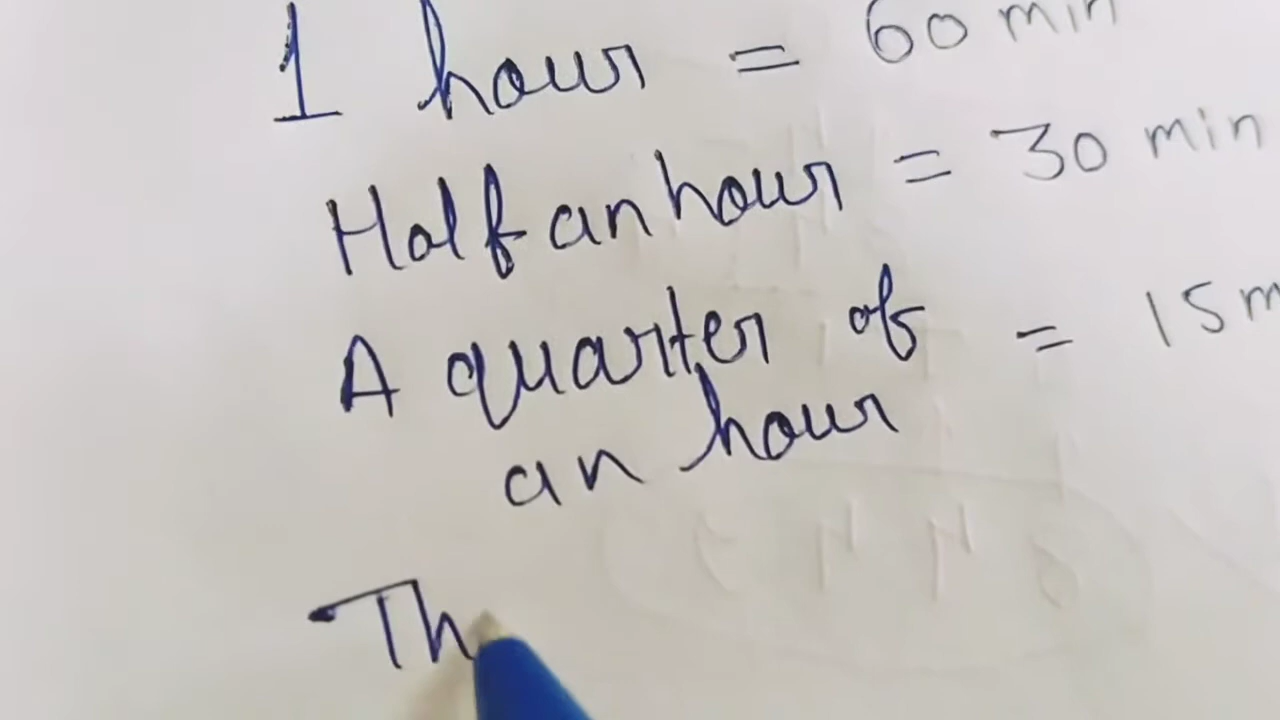 1 hour = 60 min
Half an hour = 30 min
A quarter of = 15 m
an hour
Th